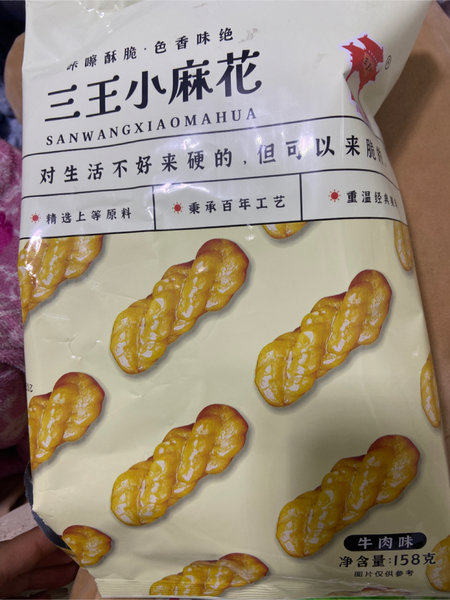 咔嚓酥脆·色香味绝
三王小麻花
SANWANGXIAOMAHUA
对生活不好来硬的,但可以来脆
精选上等原料
秉承百年工艺
重温经典
牛肉味
净含量:158克
图片仅供参考
®